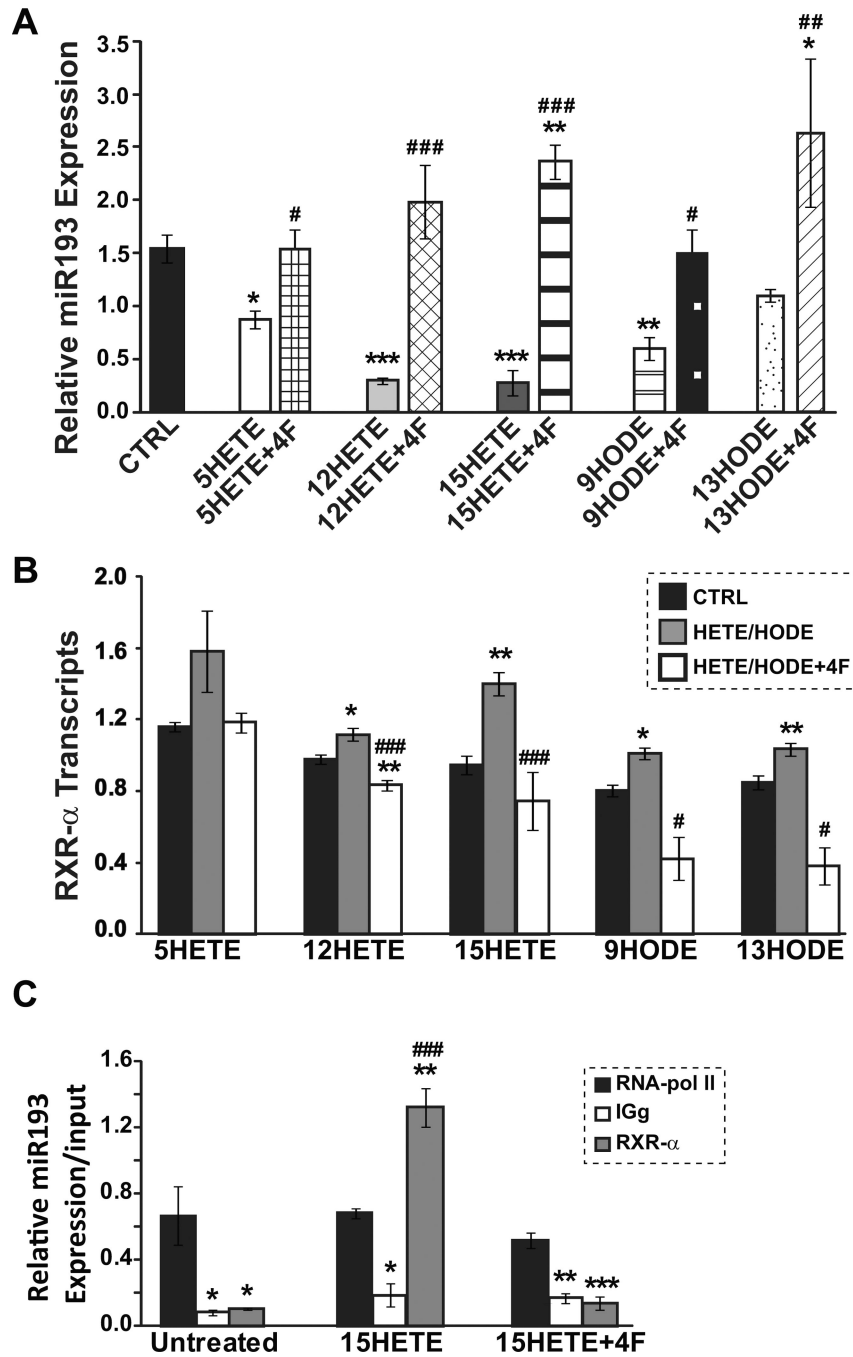 A
Relative miR193 Expression
3.5
3.0
2.5
2.0
1.5
1.0
0.5
0.0
*
#
***
###
***
###
**
**
#
##
*
CTRL
5HETE
5HETE+4F
12HETE
12HETE+4F
15HETE
15HETE+4F
9HODE
9HODE+4F
13HODE
13HODE+4F
B
RXR-α Transcripts
2.0
1.6
1.2
0.8
0.4
0.0
*
###
**
**
###
*
#
**
#
CTRL
HETE/HODE
HETE/HODE+4F
5HETE
12HETE
15HETE
9HODE
13HODE
C
Relative miR193
Expression/input
1.6
1.2
0.8
0.4
0.0
*
*
*
###
**
**
***
RNA-pol II
IGg
RXR-α
Untreated
15HETE
15HETE+4F